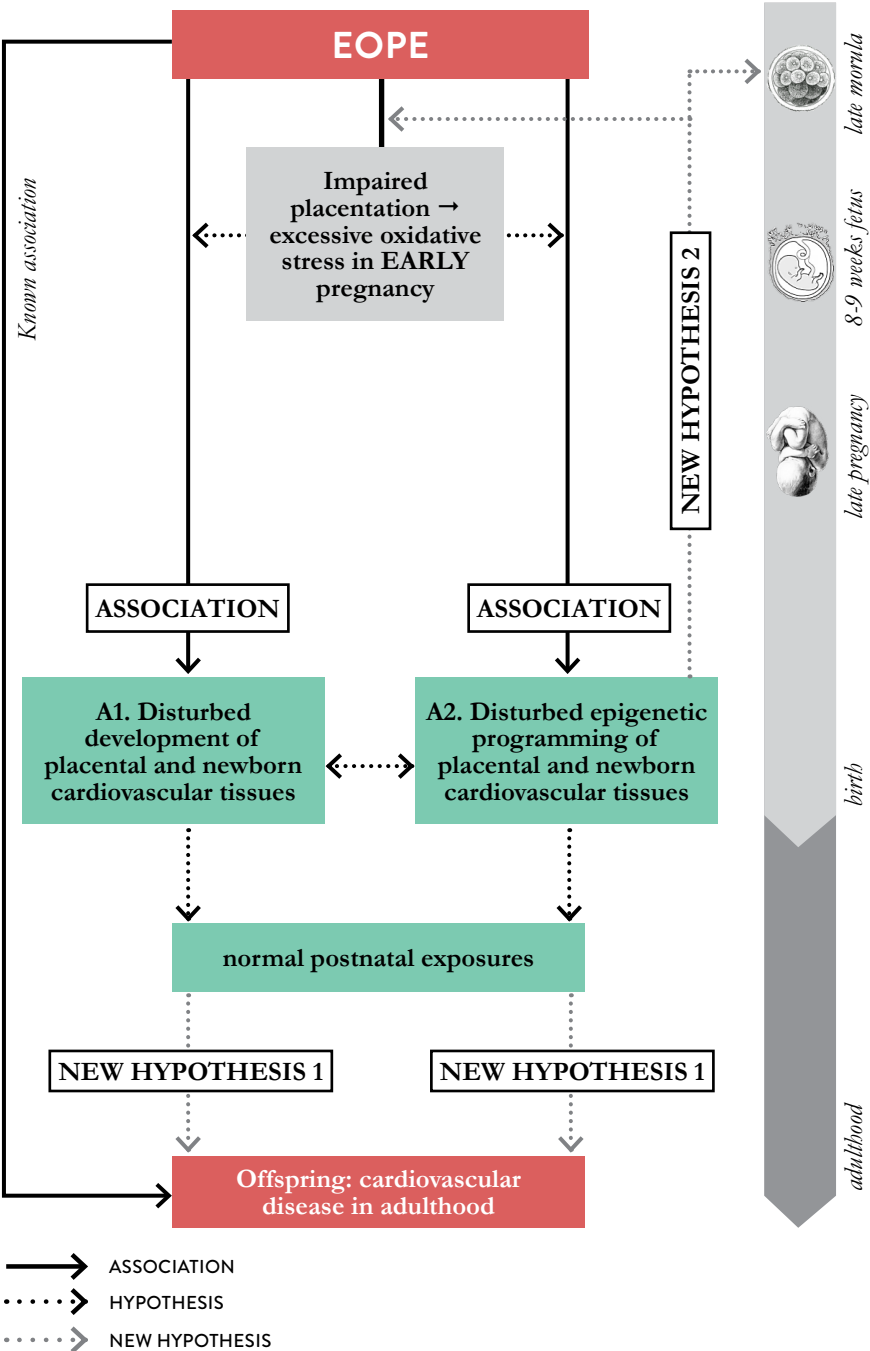 EOPE
Known association
Impaired
placentation →
excessive oxidative
stress in EARLY
pregnancy
NEW HYPOTHESIS 2
late morula
8-9 weeks fetus
late pregnancy
birth
adulthood
ASSOCIATION
ASSOCIATION
A1. Disturbed
development of
placental and newborn
cardiovascular tissues
A2. Disturbed epigenetic
programming of
placental and newborn
cardiovascular tissues
normal postnatal exposures
NEW HYPOTHESIS 1
NEW HYPOTHESIS 1
Offspring: cardiovascular
disease in adulthood
ASSOCIATION
HYPOTHESIS
NEW HYPOTHESIS